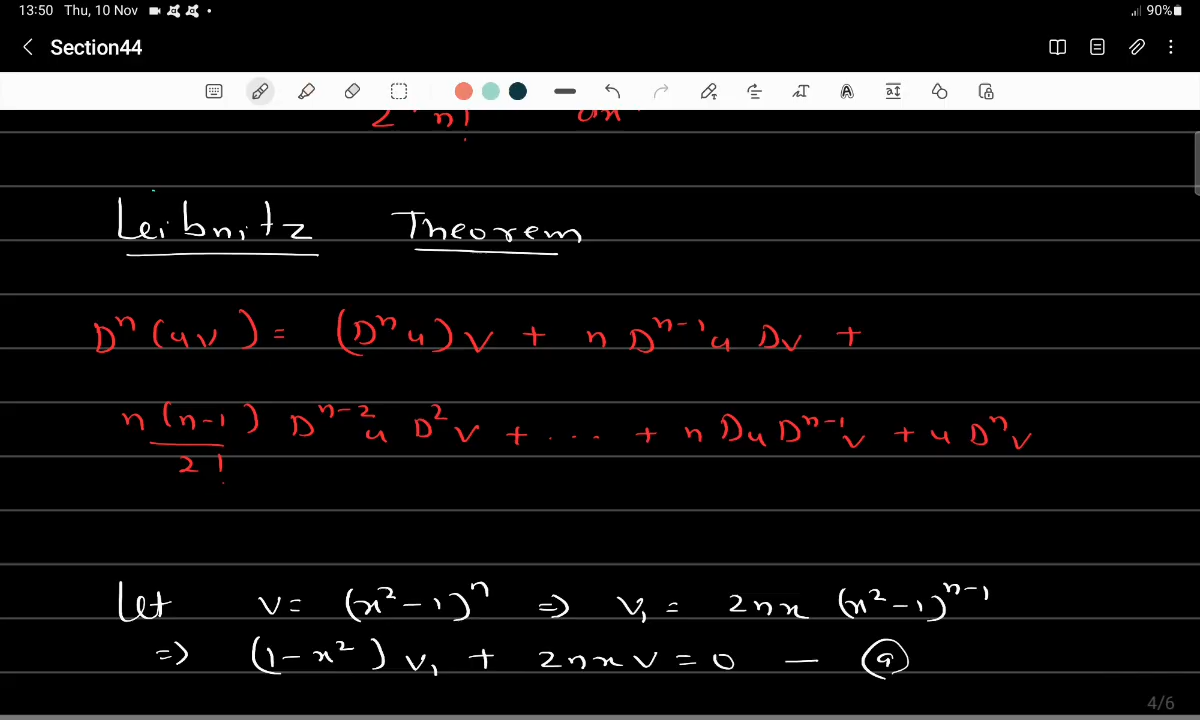 13:50 Thu, 10 Nov 90%
Section44
2 n!
Leibnitz Theorem
Dⁿ(uv) = (Dⁿu)v + n Dⁿ⁻¹u Dv +
n(n-1)/2! Dⁿ⁻²u D²v + ... + n Du Dⁿ⁻¹v + u Dⁿv
Let v = (x²-1)ⁿ => v₁ = 2nx (x²-1)ⁿ⁻¹
=> (1-x²) v₁ + 2nxv = 0 — (a)
4/6